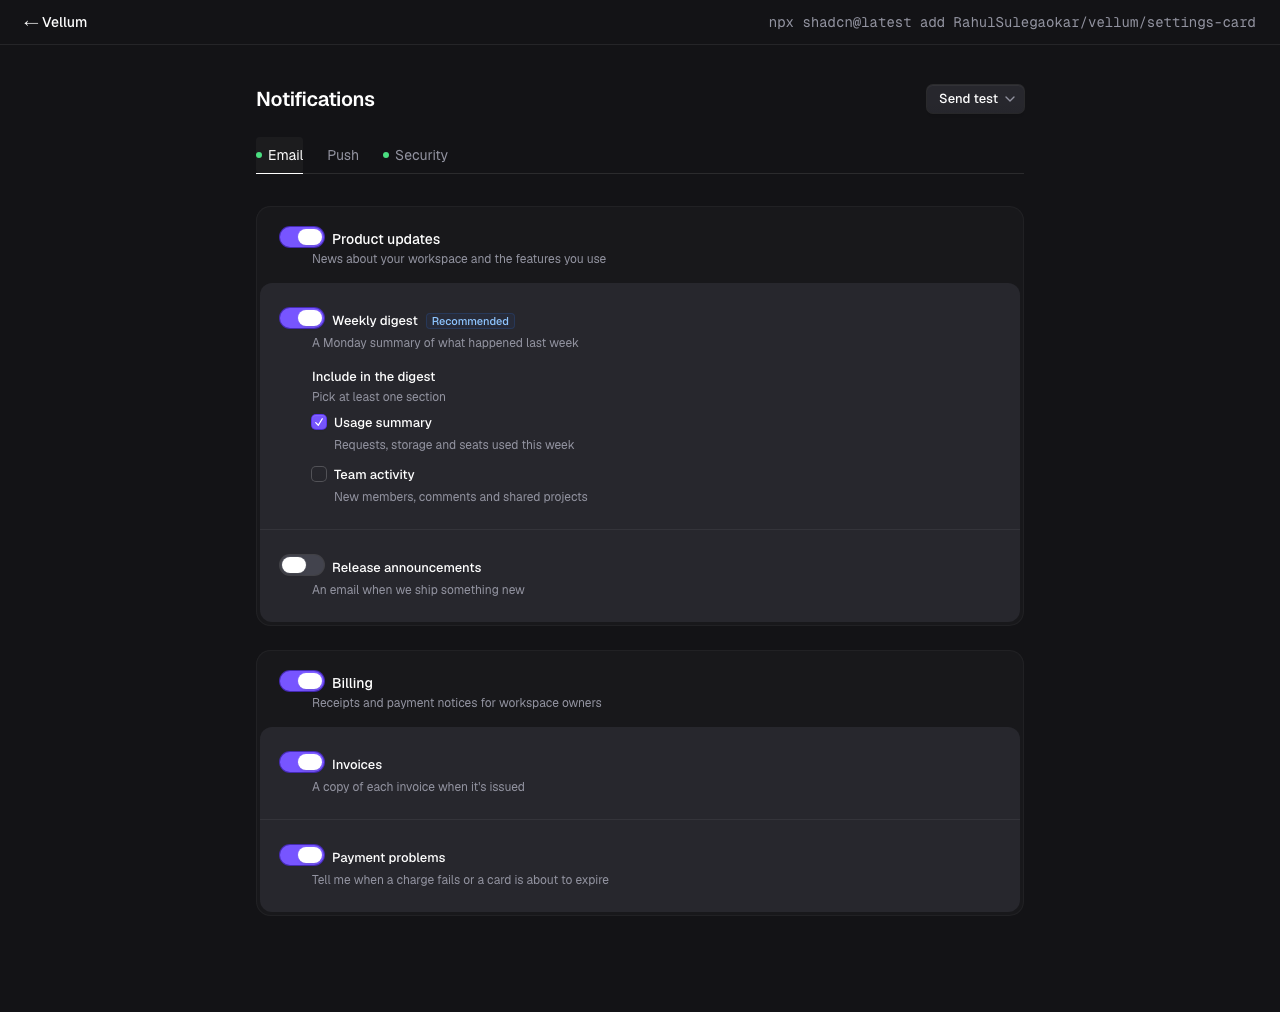 ← Vellum
npx shadcn@latest add RahulSulegaokar/vellum/settings-card
Notifications
Send test
Email
Push
Security
Product updates
News about your workspace and the features you use
Weekly digest Recommended
A Monday summary of what happened last week
Include in the digest
Pick at least one section
Usage summary
Requests, storage and seats used this week
Team activity
New members, comments and shared projects
Release announcements
An email when we ship something new
Billing
Receipts and payment notices for workspace owners
Invoices
A copy of each invoice when it's issued
Payment problems
Tell me when a charge fails or a card is about to expire